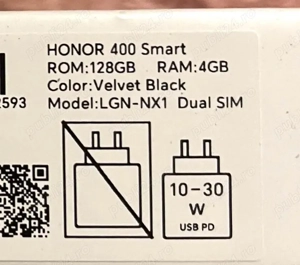 HONOR 400 Smart
ROM:128GB RAM:4GB
Color:Velvet Black
2593
Model:LGN-NX1 Dual SIM
10-30
W
USB PD